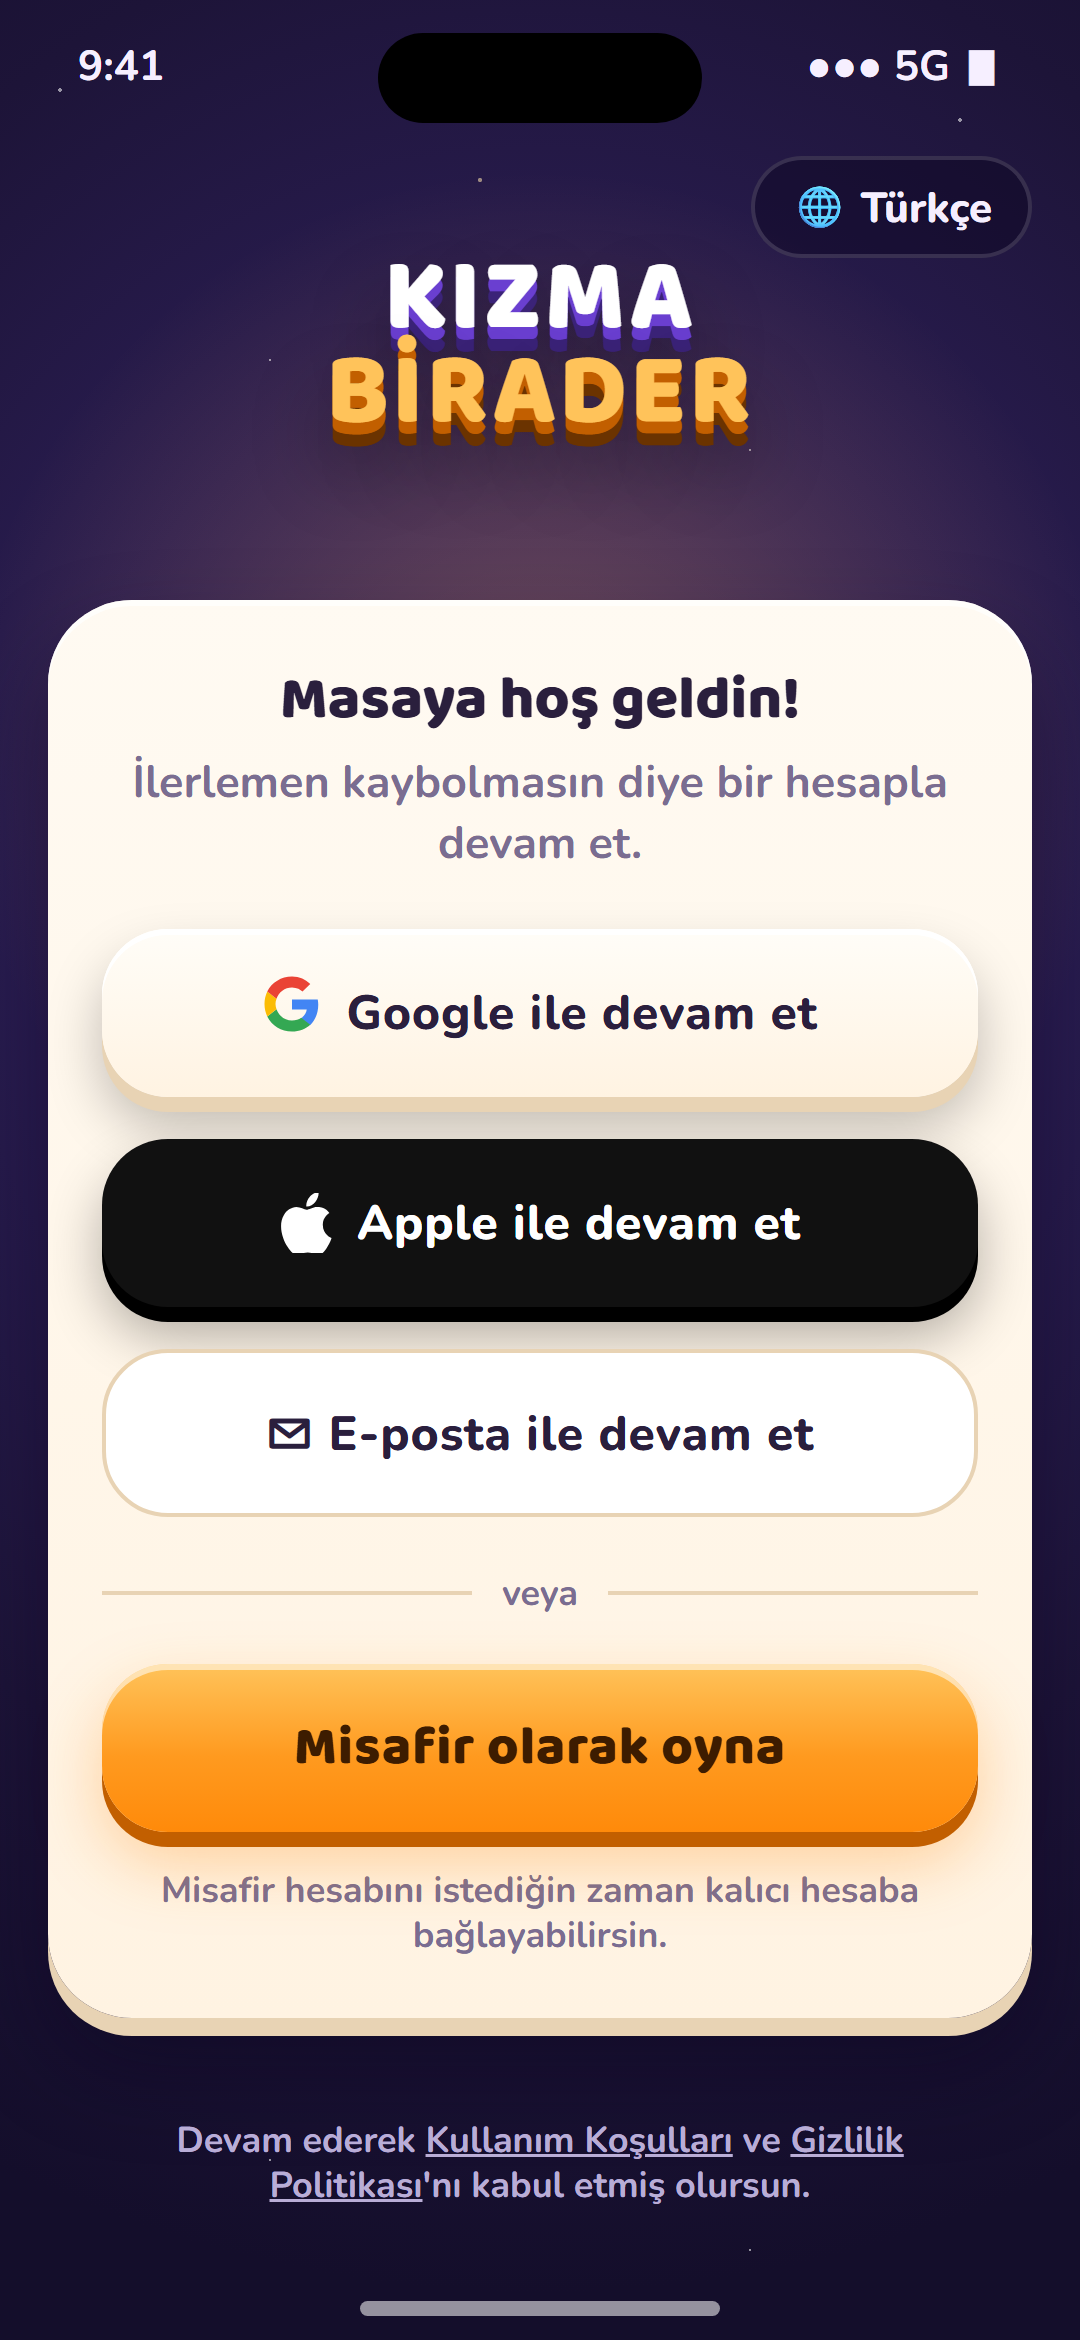 9:41
5G
Türkçe
KIZMA
BİRADER
Masaya hoş geldin!
İlerlemen kaybolmasın diye bir hesapla
devam et.
Google ile devam et
Apple ile devam et
E-posta ile devam et
veya
Misafir olarak oyna
Misafir hesabını istediğin zaman kalıcı hesaba
bağlayabilirsin.
Devam ederek Kullanım Koşulları ve Gizlilik
Politikası'nı kabul etmiş olursun.